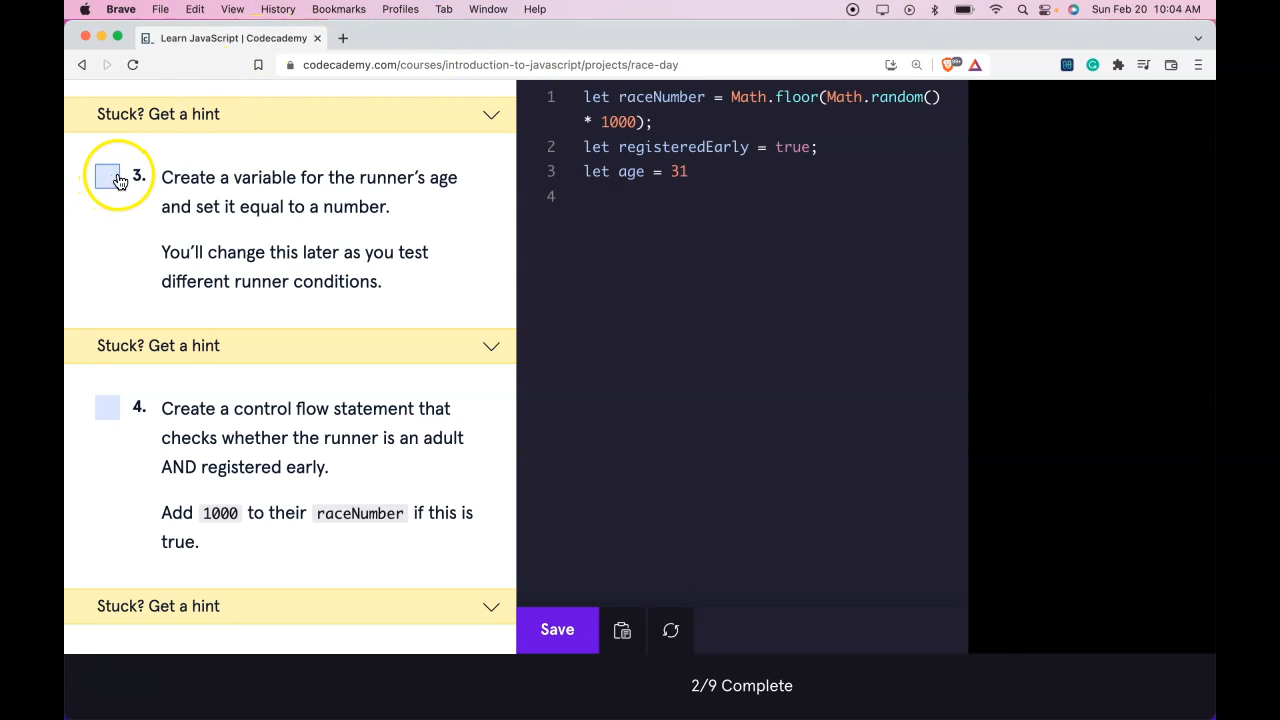 Brave File Edit View History Bookmarks Profiles Tab Window Help Sun Feb 20 10:04 AM
Learn JavaScript | Codecademy
codecademy.com/courses/introduction-to-javascript/projects/race-day
Stuck? Get a hint
3. Create a variable for the runner's age
and set it equal to a number.
You'll change this later as you test
different runner conditions.
Stuck? Get a hint
4. Create a control flow statement that
checks whether the runner is an adult
AND registered early.
Add 1000 to their raceNumber if this is
true.
Stuck? Get a hint
1 let raceNumber = Math.floor(Math.random()
* 1000);
2 let registeredEarly = true;
3 let age = 31
4
Save
2/9 Complete